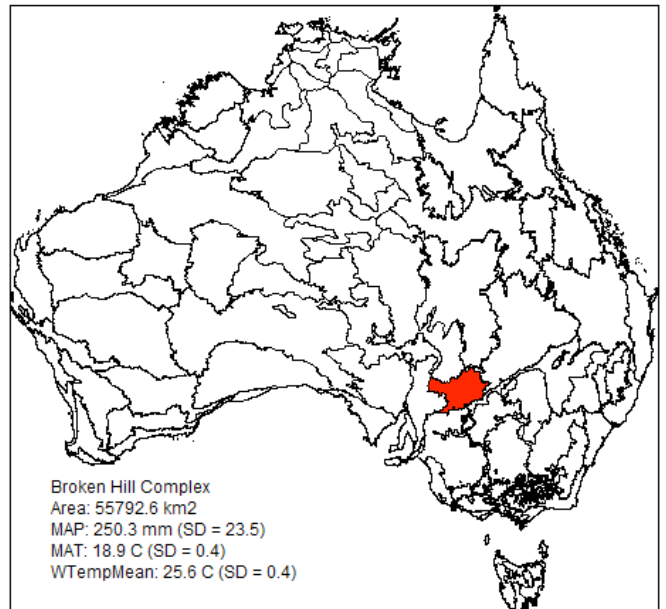 Broken Hill Complex
Area: 55792.6 km2
MAP: 250.3 mm (SD = 23.5)
MAT: 18.9 C (SD = 0.4)
WTempMean: 25.6 C (SD = 0.4)